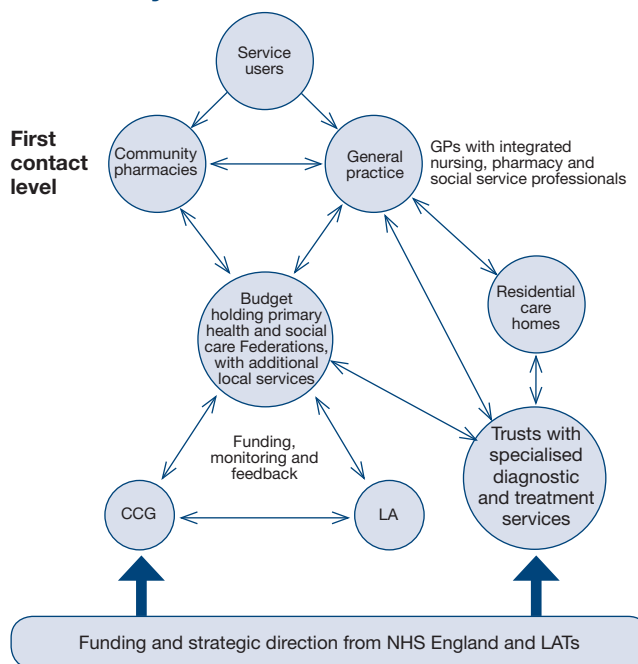 Service
users
First
contact
level
Community
pharmacies
General
practice
GPs with integrated
nursing, pharmacy and
social service professionals
Budget
holding primary
health and social
care Federations,
with additional
local services
Residential
care
homes
Funding,
monitoring and
feedback
Trusts with
specialised
diagnostic
and treatment
services
CCG
LA
Funding and strategic direction from NHS England and LATs